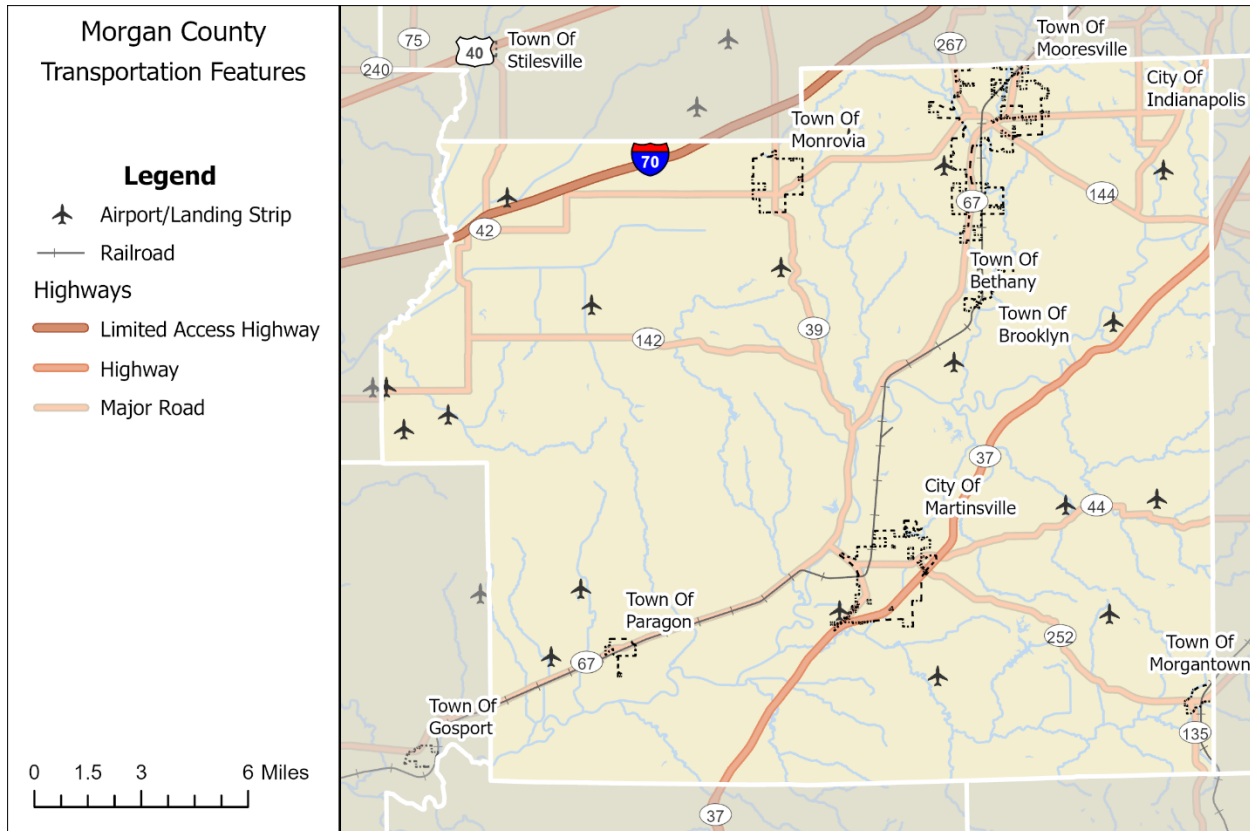 Morgan County
Transportation Features
Legend
Airport/Landing Strip
Railroad
Highways
Limited Access Highway
Highway
Major Road
0 1.5 3 6 Miles
75
40
Town Of
Stilesville
240
267
Town Of
Mooresville
City Of
Indianapolis
Town Of
Monrovia
70
42
67
144
Town Of
Bethany
Town Of
Brooklyn
39
142
37
City Of
Martinsville
44
Town Of
Paragon
67
252
Town Of
Morgantown
Town Of
Gosport
135
37